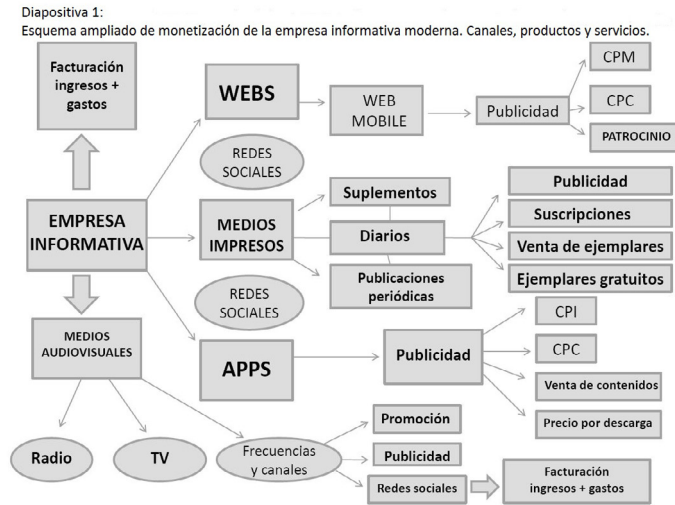 Diapositiva 1:
Esquema ampliado de monetización de la empresa informativa moderna. Canales, productos y servicios.
Facturación
ingresos +
gastos
WEBS
WEB
MOBILE
Publicidad
CPM
CPC
PATROCINIO
REDES
SOCIALES
EMPRESA
INFORMATIVA
MEDIOS
IMPRESOS
Suplementos
Diarios
Publicaciones
periódicas
Publicidad
Suscripciones
Venta de ejemplares
Ejemplares gratuitos
REDES
SOCIALES
MEDIOS
AUDIOVISUALES
APPS
Publicidad
CPI
CPC
Venta de contenidos
Precio por descarga
Radio
TV
Frecuencias
y canales
Promoción
Publicidad
Redes sociales
Facturación
ingresos + gastos